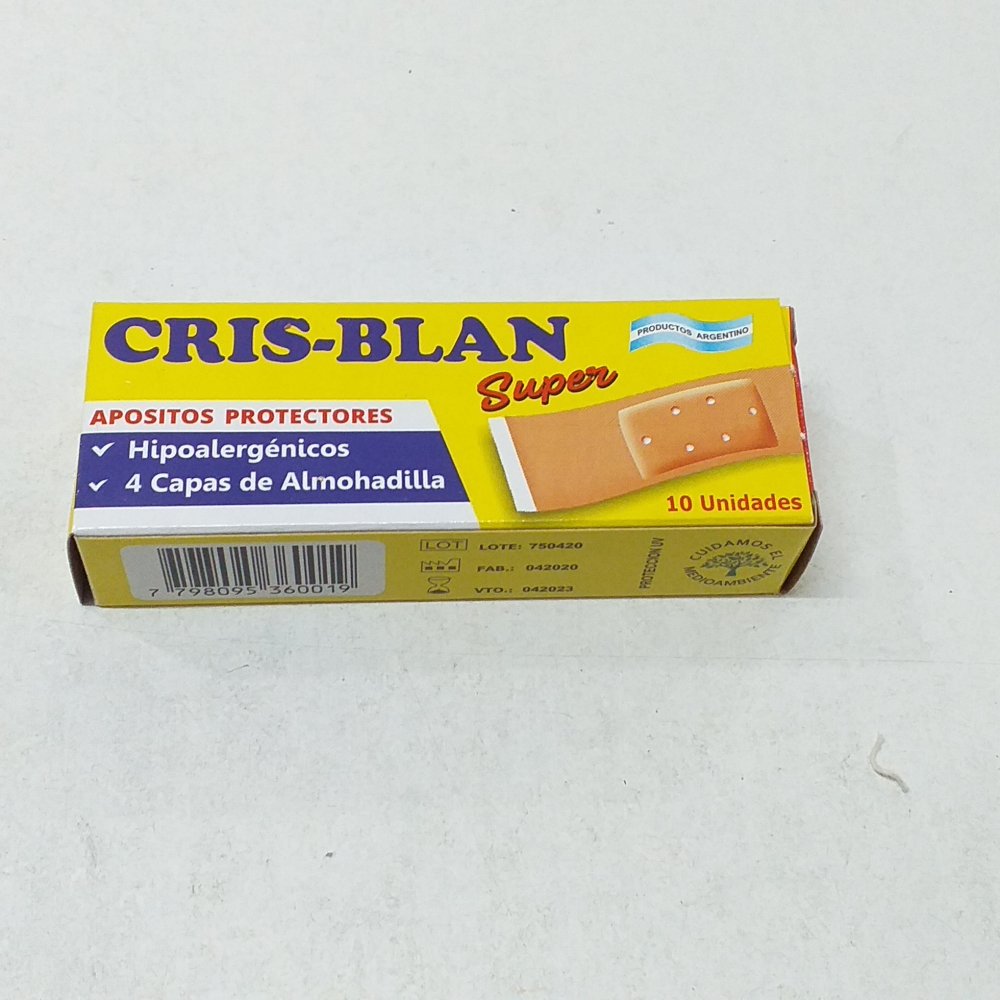 CRIS-BLAN
Super
PRODUCTOS ARGENTINO
APOSITOS PROTECTORES
Hipoalergénicos
4 Capas de Almohadilla
10 Unidades
7 798095 360019
LOT LOTE: 750420
FAB.: 042020
VTO.: 042023
PROTECCION UV
CUIDAMOS EL
MEDIOAMBIENTE